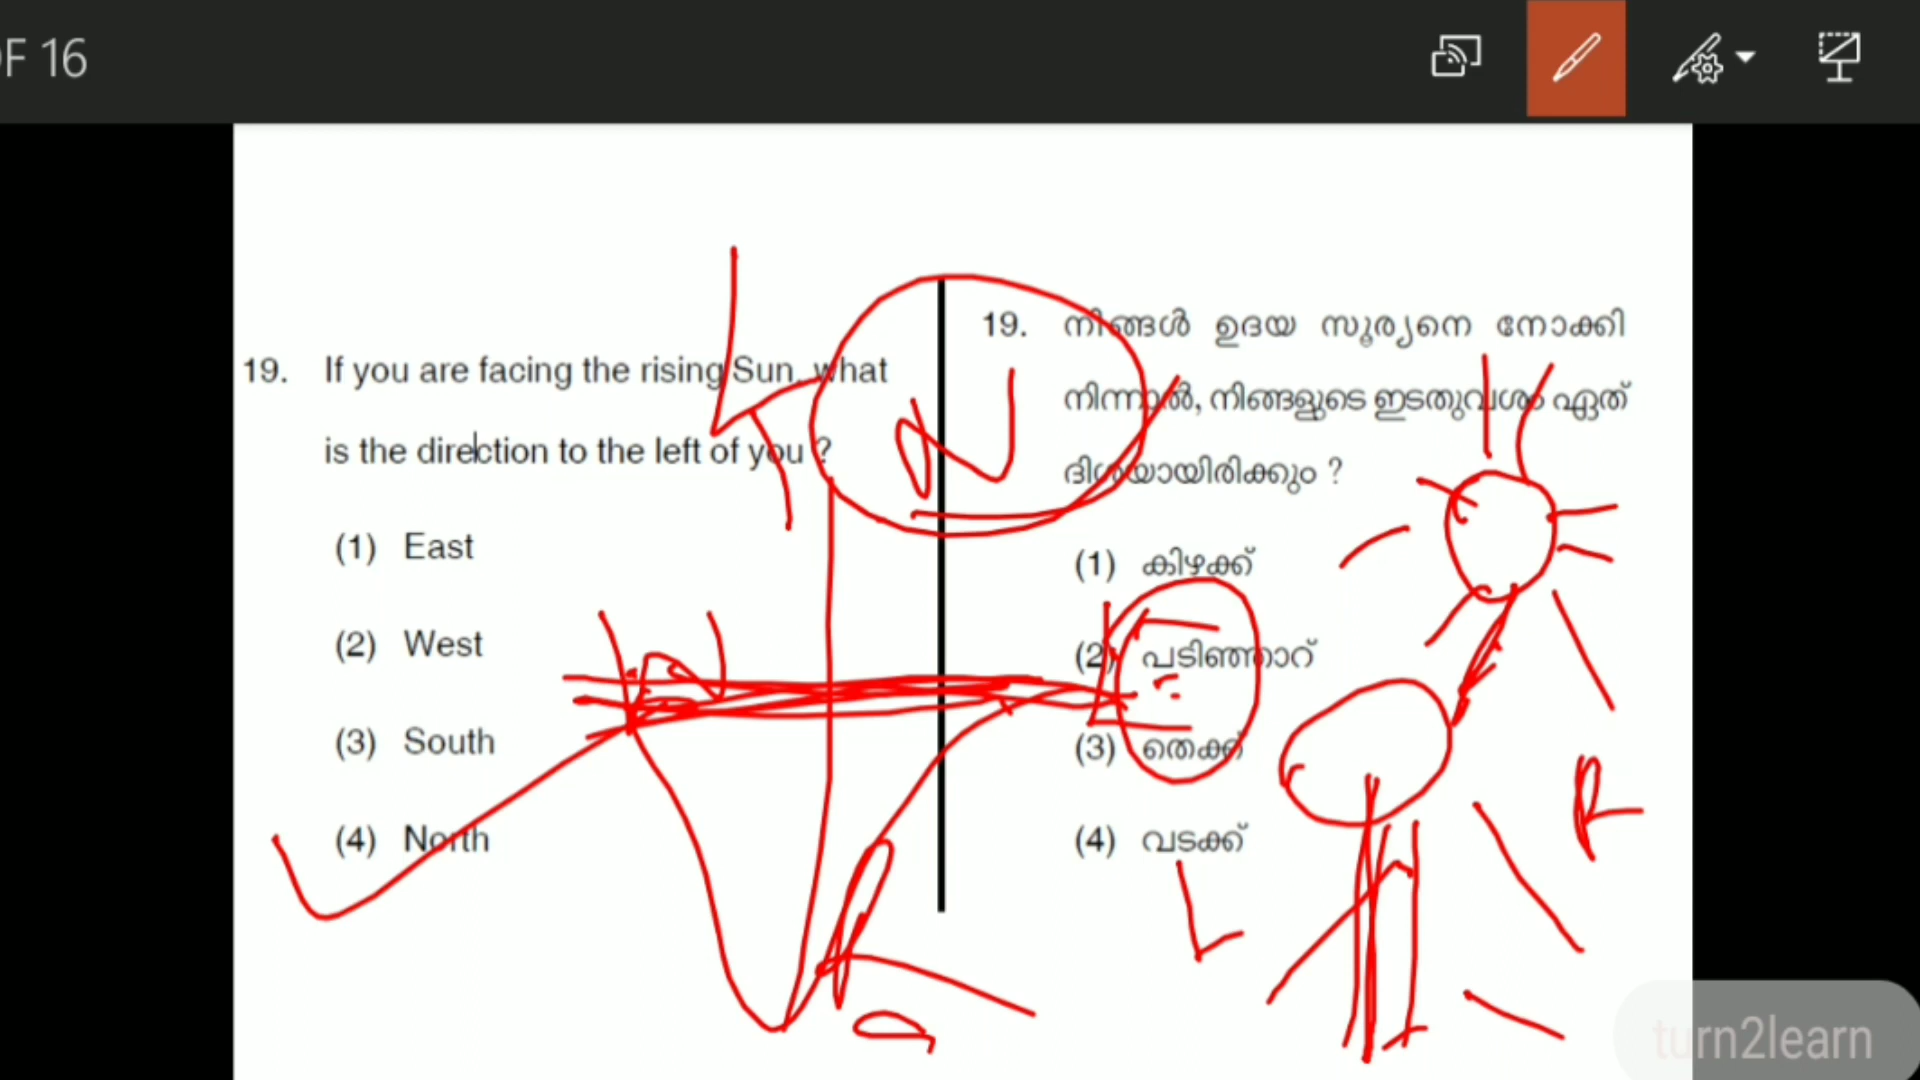 F 16
19. If you are facing the rising Sun, what
is the direction to the left of you ?
(1) East
(2) West
(3) South
(4) North
19. നിങ്ങൾ ഉദയ സൂര്യനെ നോക്കി
നിന്നാൽ, നിങ്ങളുടെ ഇടതുവശം ഏത്
ദിശയായിരിക്കും ?
(1) കിഴക്ക്
(2) പടിഞ്ഞാറ്
(3) തെക്ക്
(4) വടക്ക്
N
E
L
R
turn2learn